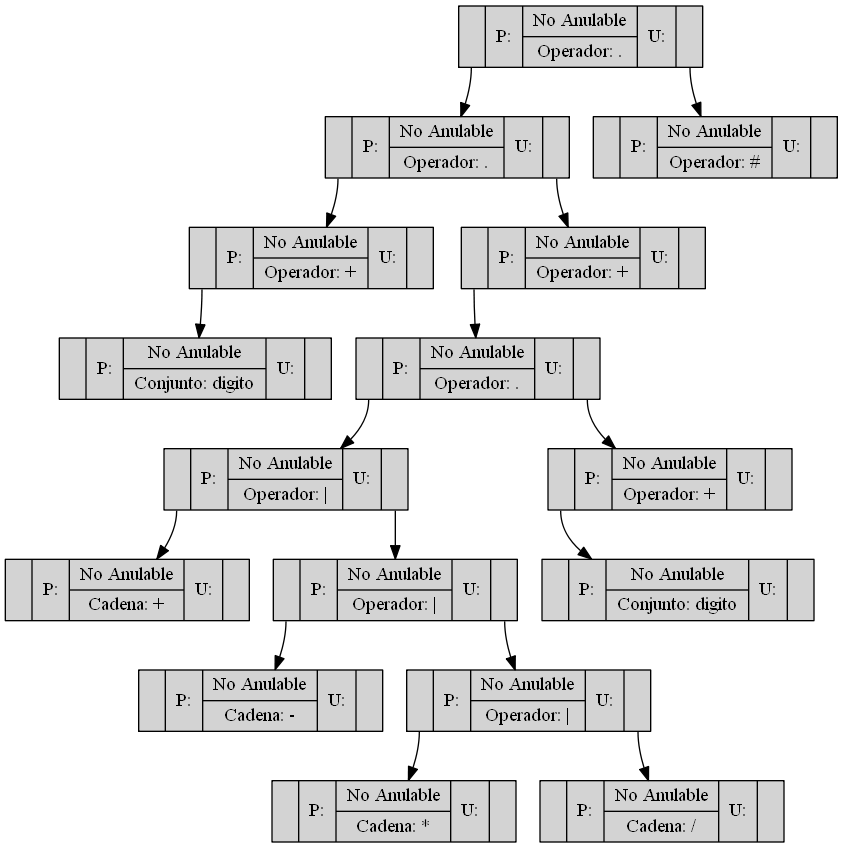 No Anulable
P: U:
Operador: .
No Anulable
P: U:
Operador: .
No Anulable
P: U:
Operador: #
No Anulable
P: U:
Operador: +
No Anulable
P: U:
Operador: +
No Anulable
P: U:
Conjunto: digito
No Anulable
P: U:
Operador: .
No Anulable
P: U:
Operador: |
No Anulable
P: U:
Operador: +
No Anulable
P: U:
Cadena: +
No Anulable
P: U:
Operador: |
No Anulable
P: U:
Conjunto: digito
No Anulable
P: U:
Cadena: -
No Anulable
P: U:
Operador: |
No Anulable
P: U:
Cadena: *
No Anulable
P: U:
Cadena: /